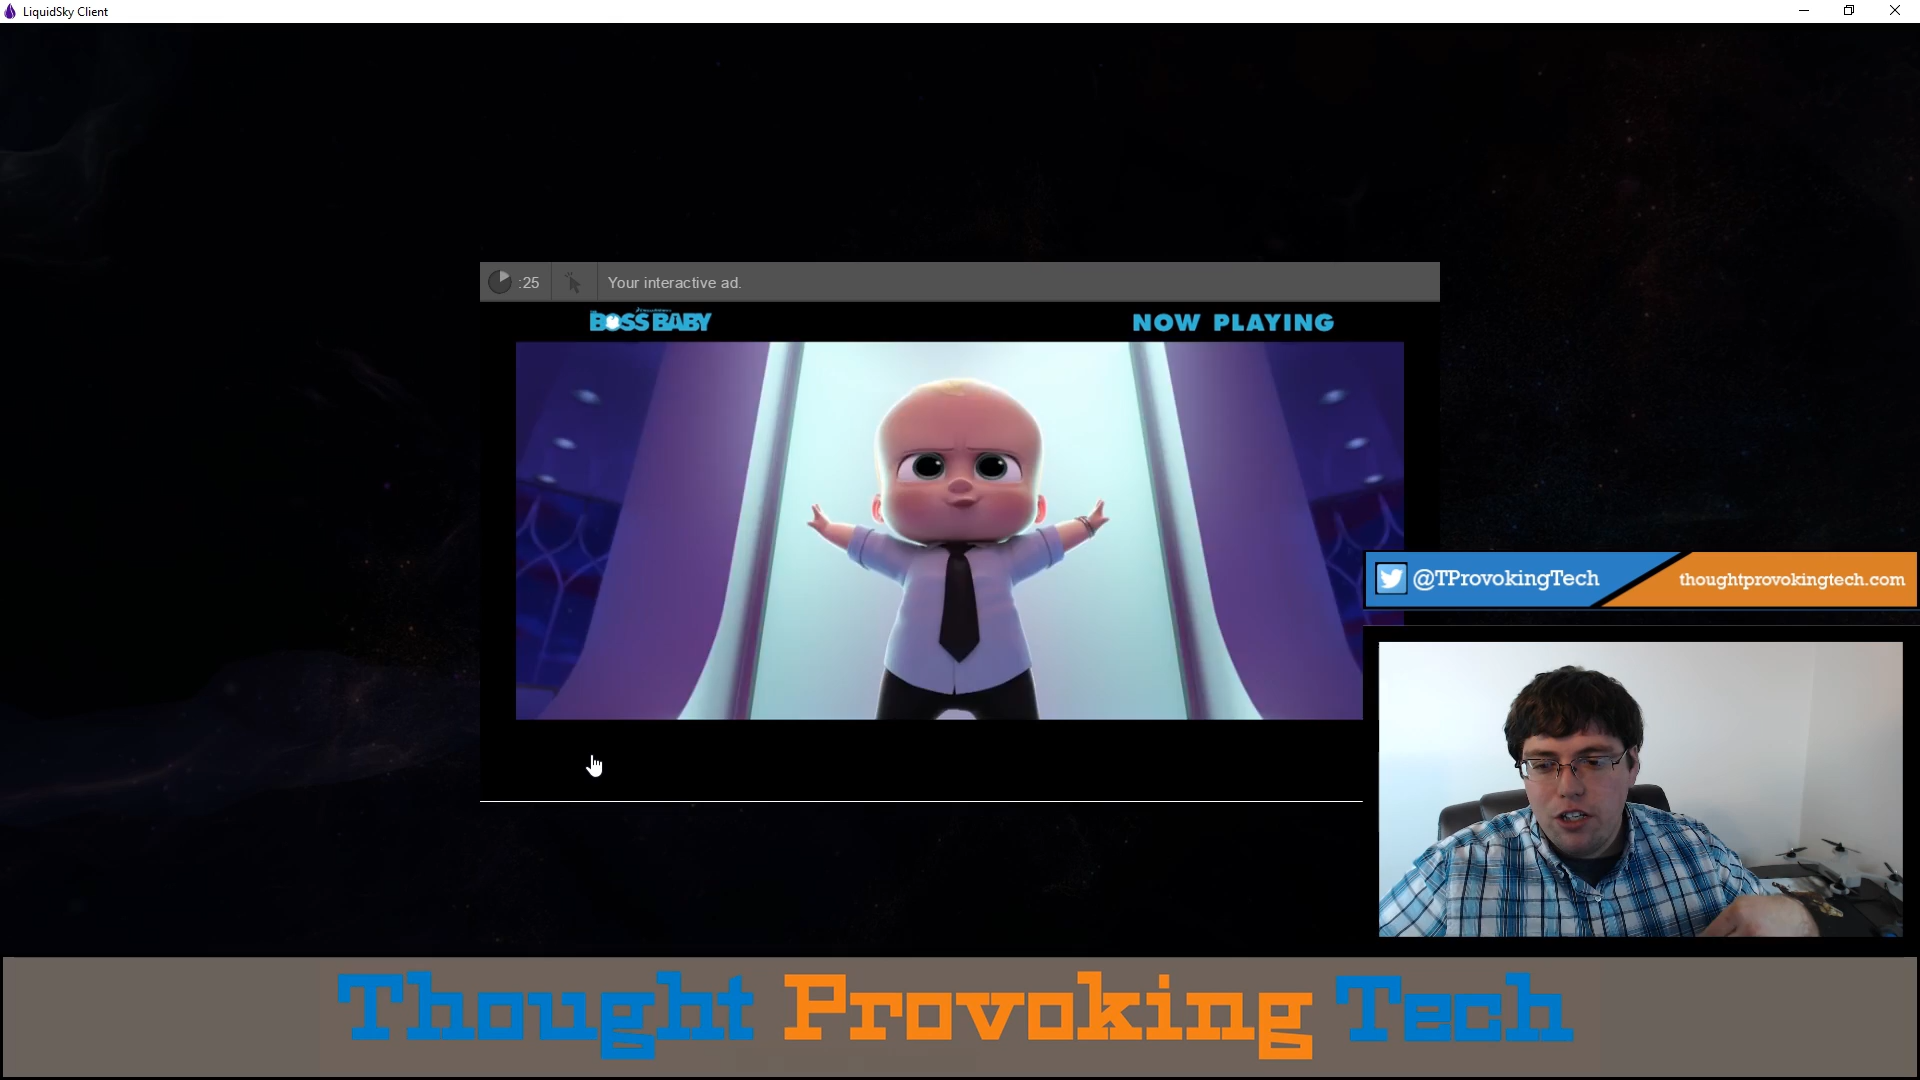 LiquidSky Client
:25
Your interactive ad.
BOSS BABY
NOW PLAYING
@TProvokingTech
thoughtprovokingtech.com
Thought Provoking Tech